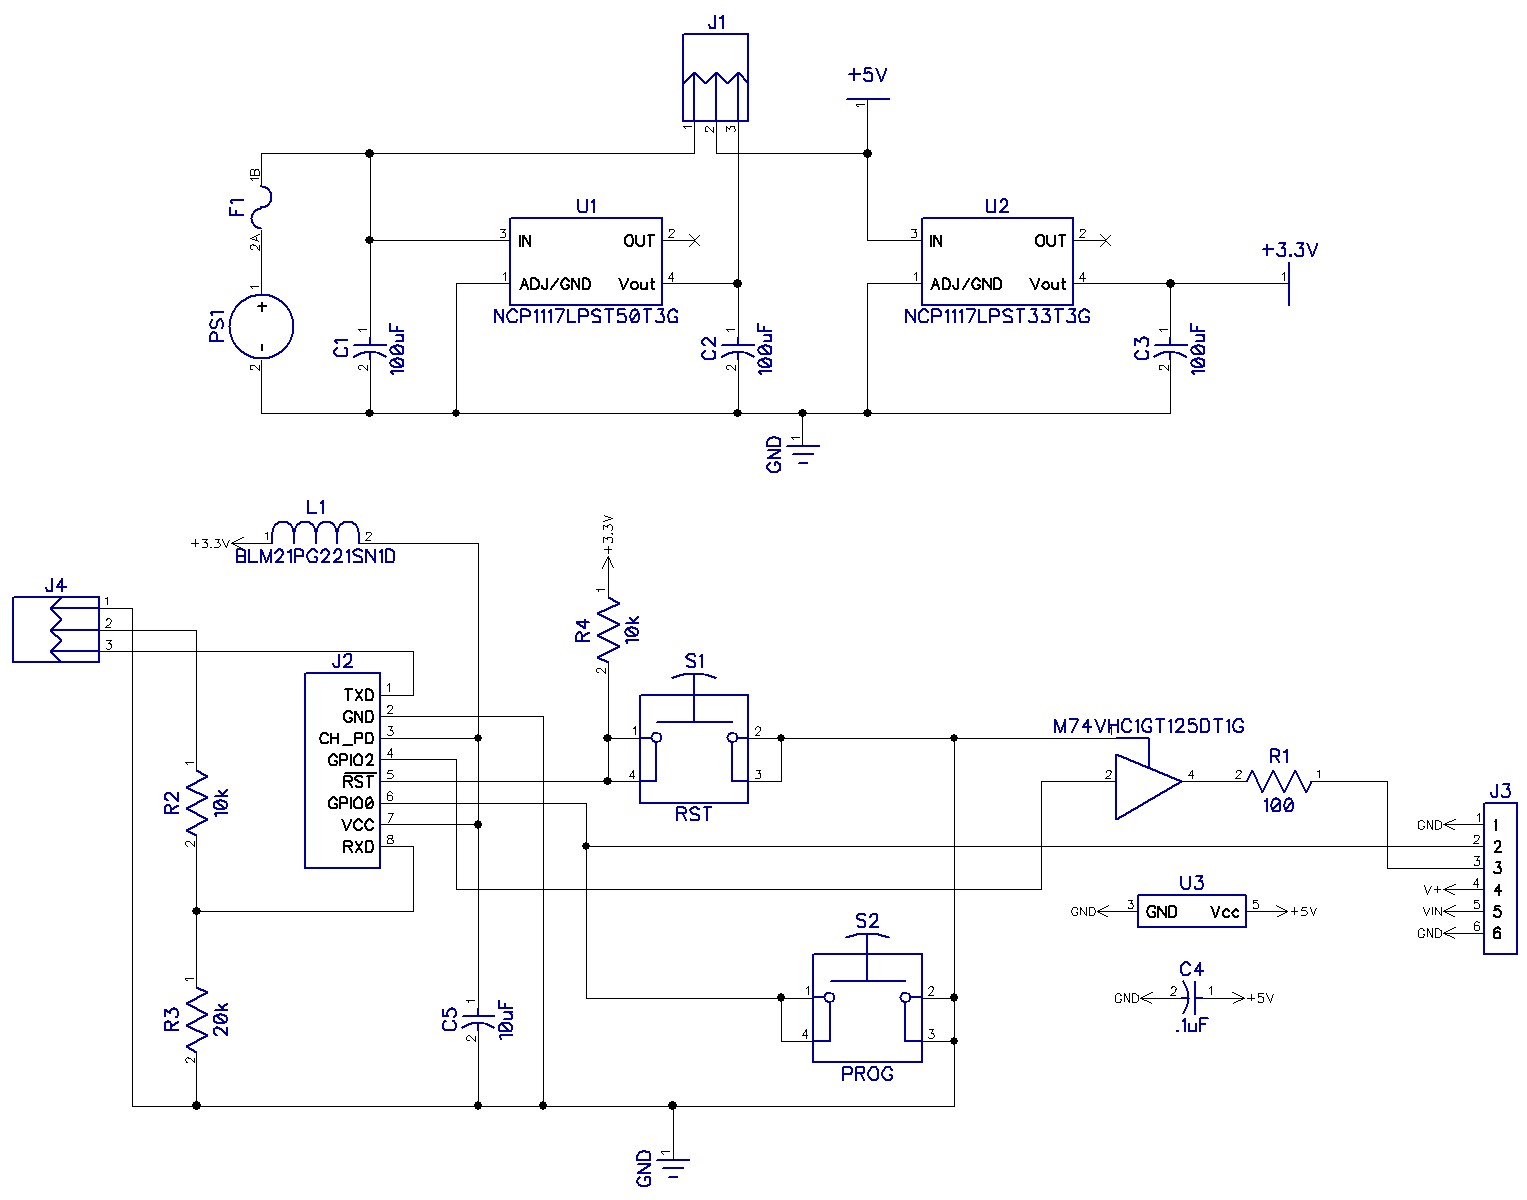 J1
1 2 3
+5V
1
1B
F1
2A
U1
3 IN OUT 2
1 ADJ/GND Vout 4
NCP1117LPST50T3G
U2
3 IN OUT 2
1 ADJ/GND Vout 4
NCP1117LPST33T3G
+3.3V
1
PS1
1
+
-
2
C1
1
2
100uF
C2
1
2
100uF
C3
1
2
100uF
GND
1
L1
+3.3V 1 2
BLM21PG221SN1D
+3.3V
J4
1
2
3
R4
1
2
10k
J2
TXD 1
GND 2
CH_PD 3
GPIO2 4
RST 5
GPIO0 6
VCC 7
RXD 8
S1
1 2
4 3
RST
M74VHC1GT125DT1G
1
2 4
R1
2 1
100
J3
GND 1 1
2 2
3 3
V+ 4 4
VIN 5 5
GND 6 6
R2
1
2
10k
U3
GND 3 GND Vcc 5 +5V
S2
1 2
4 3
PROG
C4
GND 2 1 +5V
.1uF
R3
1
2
20k
C5
1
2
10uF
GND
1